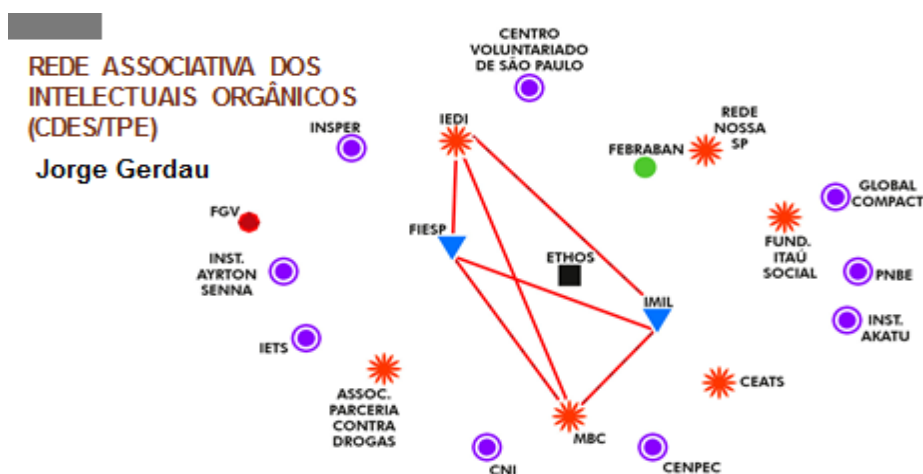 REDE ASSOCIATIVA DOS
INTELECTUAIS ORGÂNICOS
(CDES/TPE)
Jorge Gerdau
CENTRO
VOLUNTARIADO
DE SÃO PAULO
INSPER
IEDI
FEBRABAN
REDE
NOSSA
SP
GLOBAL
COMPACT
FGV
FIESP
FUND.
ITAÚ
SOCIAL
INST.
AYRTON
SENNA
ETHOS
PNBE
IMIL
INST.
AKATU
IETS
ASSOC.
PARCERIA
CONTRA
DROGAS
CEATS
MBC
CNI
CENPEC